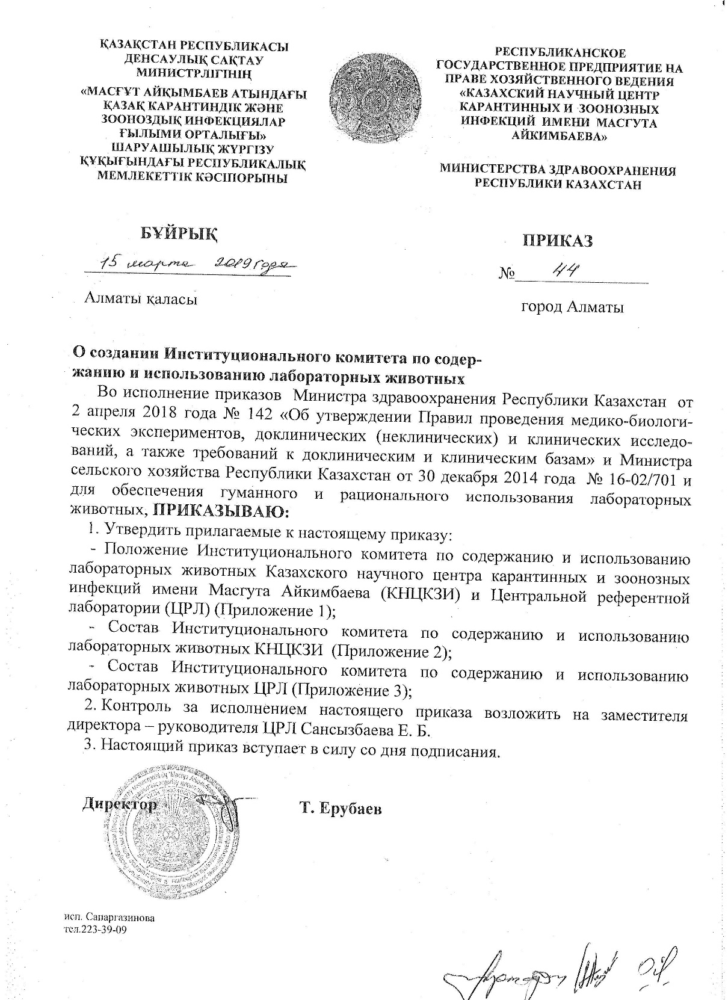 ҚАЗАҚСТАН РЕСПУБЛИКАСЫ
ДЕНСАУЛЫҚ САҚТАУ
МИНИСТРЛІГІНІҢ
«МАСҒҰТ АЙҚЫМБАЕВ АТЫНДАҒЫ
ҚАЗАҚ КАРАНТИНДІК ЖӘНЕ
ЗООНОЗДЫҚ ИНФЕКЦИЯЛАР
ҒЫЛЫМИ ОРТАЛЫҒЫ»
ШАРУАШЫЛЫҚ ЖҮРГІЗУ
ҚҰҚЫҒЫНДАҒЫ РЕСПУБЛИКАЛЫҚ
МЕМЛЕКЕТТІК КӘСІПОРЫНЫ
РЕСПУБЛИКАНСКОЕ
ГОСУДАРСТВЕННОЕ ПРЕДПРИЯТИЕ НА
ПРАВЕ ХОЗЯЙСТВЕННОГО ВЕДЕНИЯ
«КАЗАХСКИЙ НАУЧНЫЙ ЦЕНТР
КАРАНТИННЫХ И ЗООНОЗНЫХ
ИНФЕКЦИЙ ИМЕНИ МАСГУТА
АЙКИМБАЕВА»
МИНИСТЕРСТВА ЗДРАВООХРАНЕНИЯ
РЕСПУБЛИКИ КАЗАХСТАН
БҰЙРЫҚ
ПРИКАЗ
15 марта 2019 года
№ 44
Алматы қаласы
город Алматы
О создании Институционального комитета по содер-
жанию и использованию лабораторных животных
Во исполнение приказов Министра здравоохранения Республики Казахстан от
2 апреля 2018 года № 142 «Об утверждении Правил проведения медико-биологи-
ческих экспериментов, доклинических (неклинических) и клинических исследо-
ваний, а также требований к доклиническим и клиническим базам» и Министра
сельского хозяйства Республики Казахстан от 30 декабря 2014 года № 16-02/701 и
для обеспечения гуманного и рационального использования лабораторных
животных, ПРИКАЗЫВАЮ:
1. Утвердить прилагаемые к настоящему приказу:
- Положение Институционального комитета по содержанию и использованию
лабораторных животных Казахского научного центра карантинных и зоонозных
инфекций имени Масгута Айкимбаева (КНЦКЗИ) и Центральной референтной
лаборатории (ЦРЛ) (Приложение 1);
- Состав Институционального комитета по содержанию и использованию
лабораторных животных КНЦКЗИ (Приложение 2);
- Состав Институционального комитета по содержанию и использованию
лабораторных животных ЦРЛ (Приложение 3);
2. Контроль за исполнением настоящего приказа возложить на заместителя
директора – руководителя ЦРЛ Сансызбаева Е. Б.
3. Настоящий приказ вступает в силу со дня подписания.
Директор Т. Ерубаев
исп. Сапаргазинова
тел.223-39-09